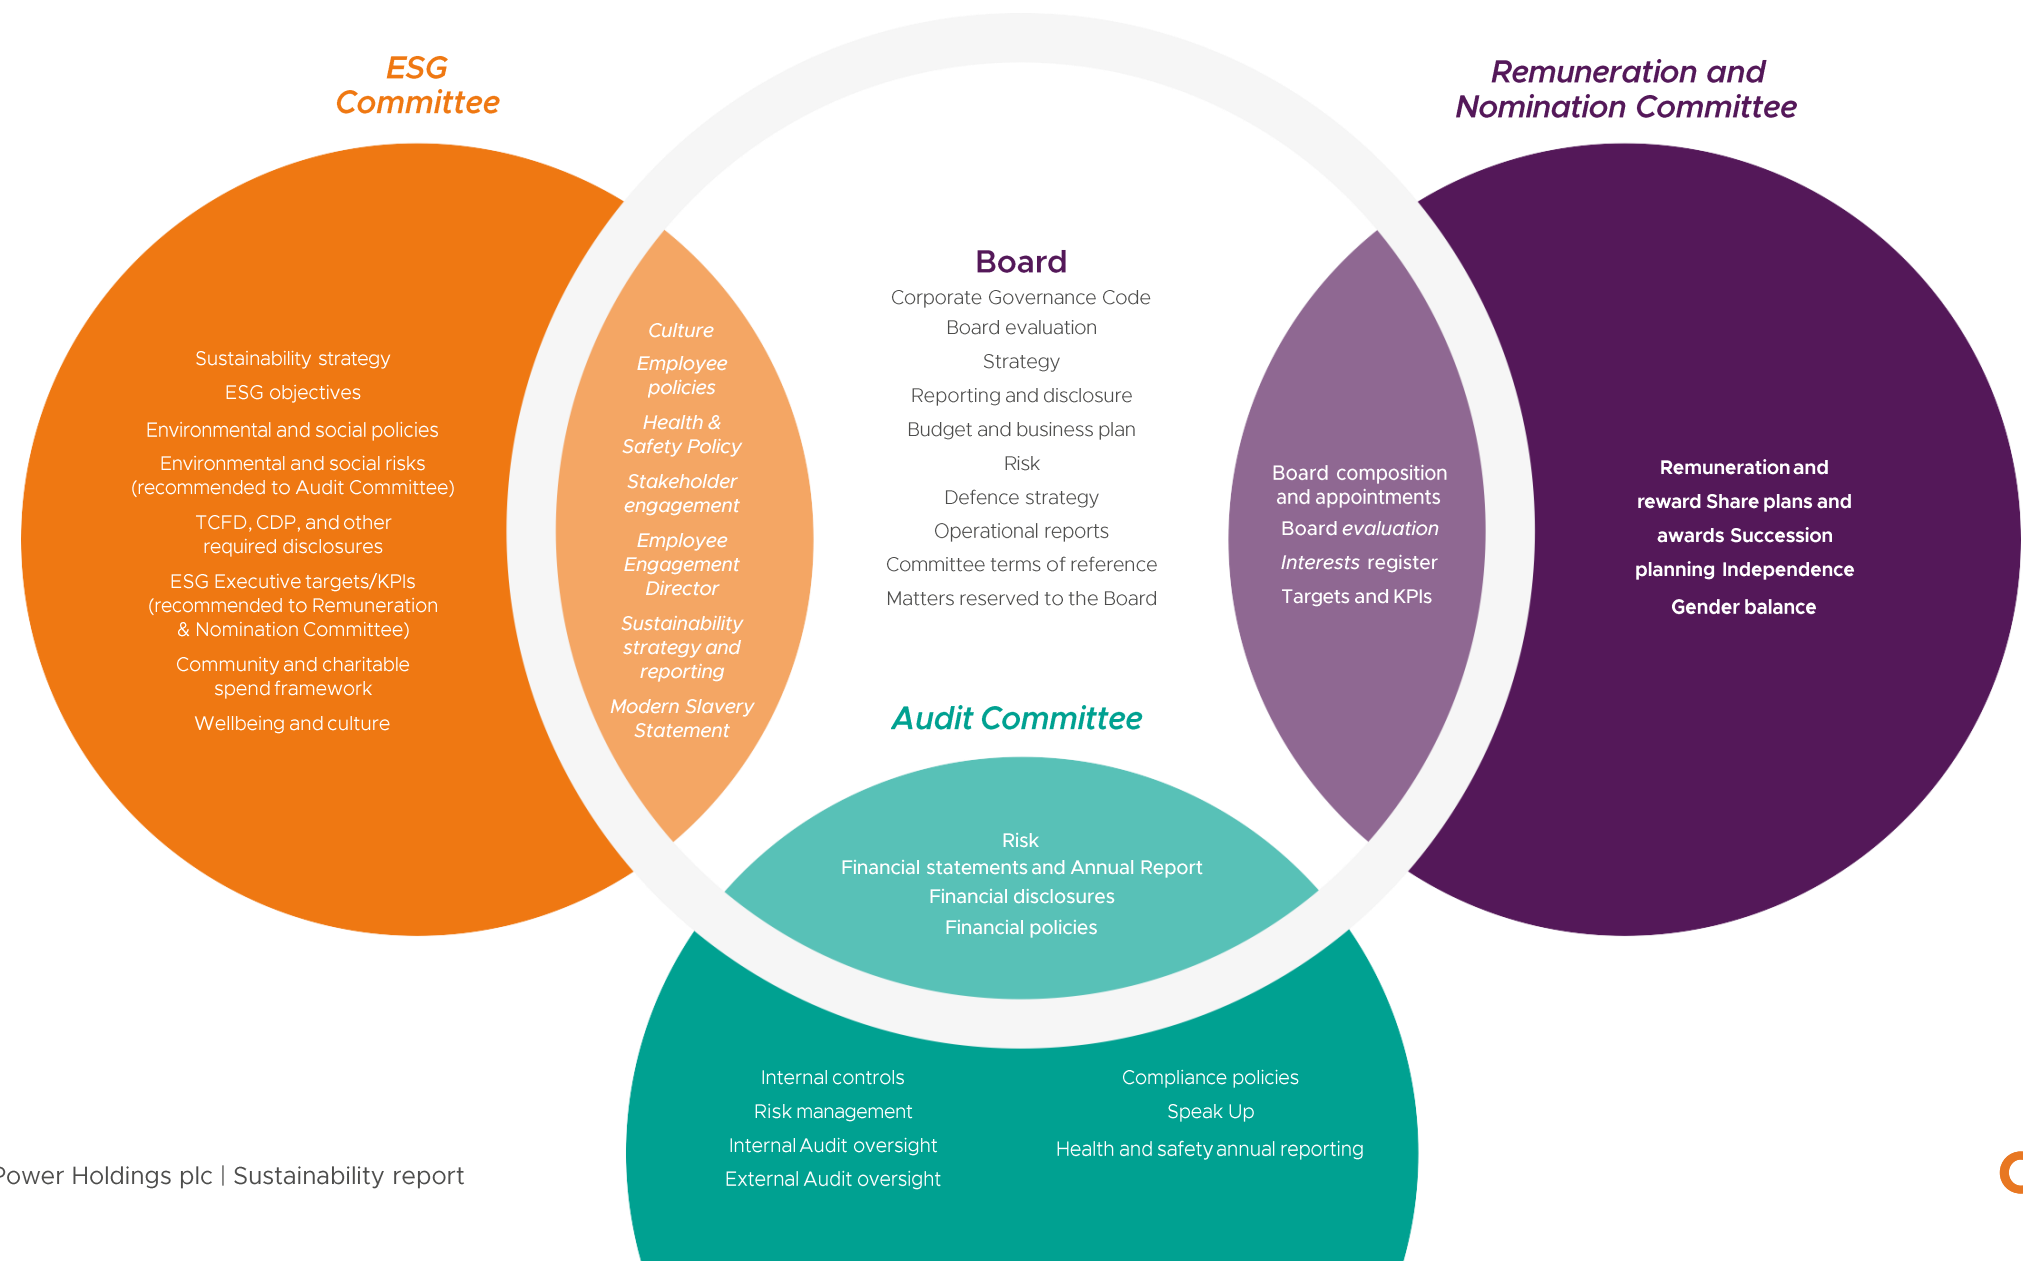 ESG
Committee
Remuneration and
Nomination Committee
Sustainability strategy
ESG objectives
Environmental and social policies
Environmental and social risks
(recommended to Audit Committee)
TCFD, CDP, and other
required disclosures
ESG Executive targets/KPIs
(recommended to Remuneration
& Nomination Committee)
Community and charitable
spend framework
Wellbeing and culture
Culture
Employee
policies
Health &
Safety Policy
Stakeholder
engagement
Employee
Engagement
Director
Sustainability
strategy and
reporting
Modern Slavery
Statement
Board
Corporate Governance Code
Board evaluation
Strategy
Reporting and disclosure
Budget and business plan
Risk
Defence strategy
Operational reports
Committee terms of reference
Matters reserved to the Board
Board composition
and appointments
Board evaluation
Interests register
Targets and KPIs
Remuneration and
reward Share plans and
awards Succession
planning Independence
Gender balance
Audit Committee
Risk
Financial statements and Annual Report
Financial disclosures
Financial policies
Internal controls
Risk management
Internal Audit oversight
External Audit oversight
Compliance policies
Speak Up
Health and safety annual reporting
Power Holdings plc | Sustainability report